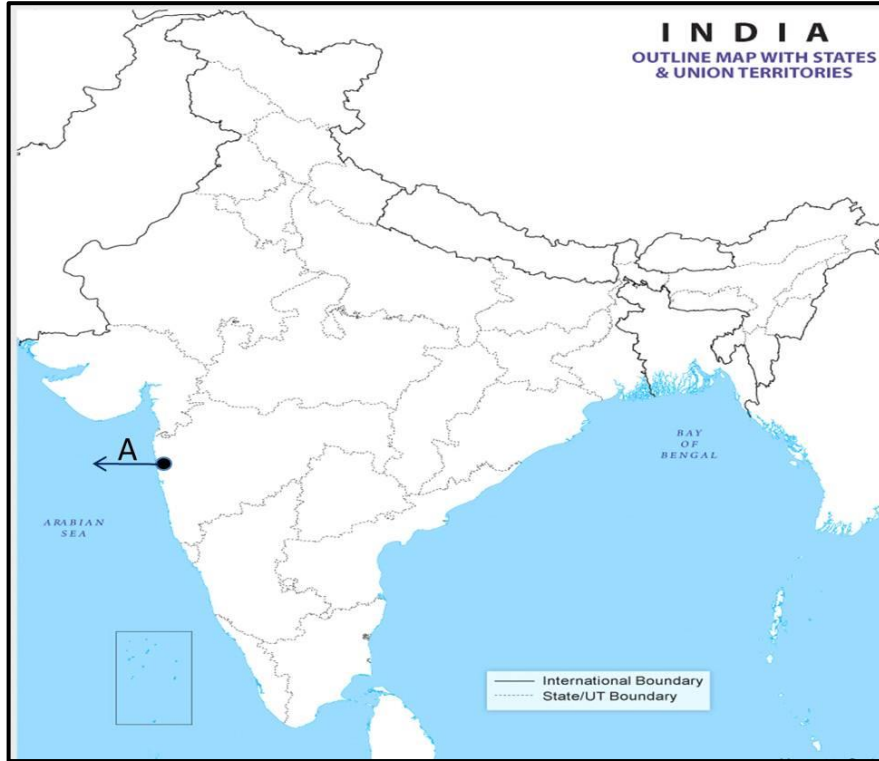 I N D I A
OUTLINE MAP WITH STATES
& UNION TERRITORIES
A
BAY
OF
BENGAL
ARABIAN
SEA
International Boundary
State/UT Boundary